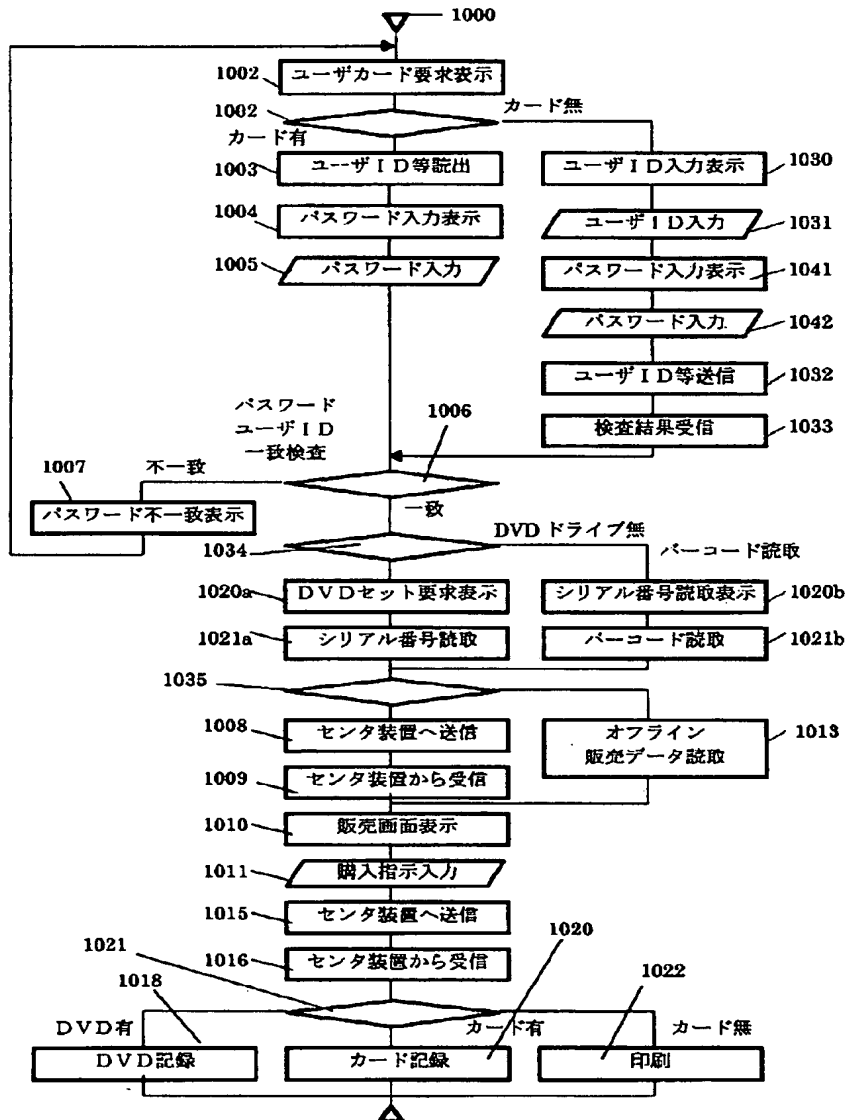 1000
1002
ユーザカード要求表示
1002
カード無
カード有
1003
ユーザID等読出
ユーザID入力表示
1030
1004
パスワード入力表示
ユーザID入力
1031
1005
パスワード入力
パスワード入力表示
1041
パスワード入力
1042
ユーザID等送信
1032
パスワード
ユーザID
一致検査
1006
検査結果受信
1033
1007
不一致
パスワード不一致表示
一致
1034
DVDドライブ無
バーコード読取
1020a
DVDセット要求表示
シリアル番号読取表示
1020b
1021a
シリアル番号読取
バーコード読取
1021b
1035
1008
センタ装置へ送信
オフライン
販売データ読取
1013
1009
センタ装置から受信
1010
販売画面表示
1011
購入指示入力
1015
センタ装置へ送信
1016
センタ装置から受信
1020
1021
1018
1022
DVD有
カード有
カード無
DVD記録
カード記録
印刷